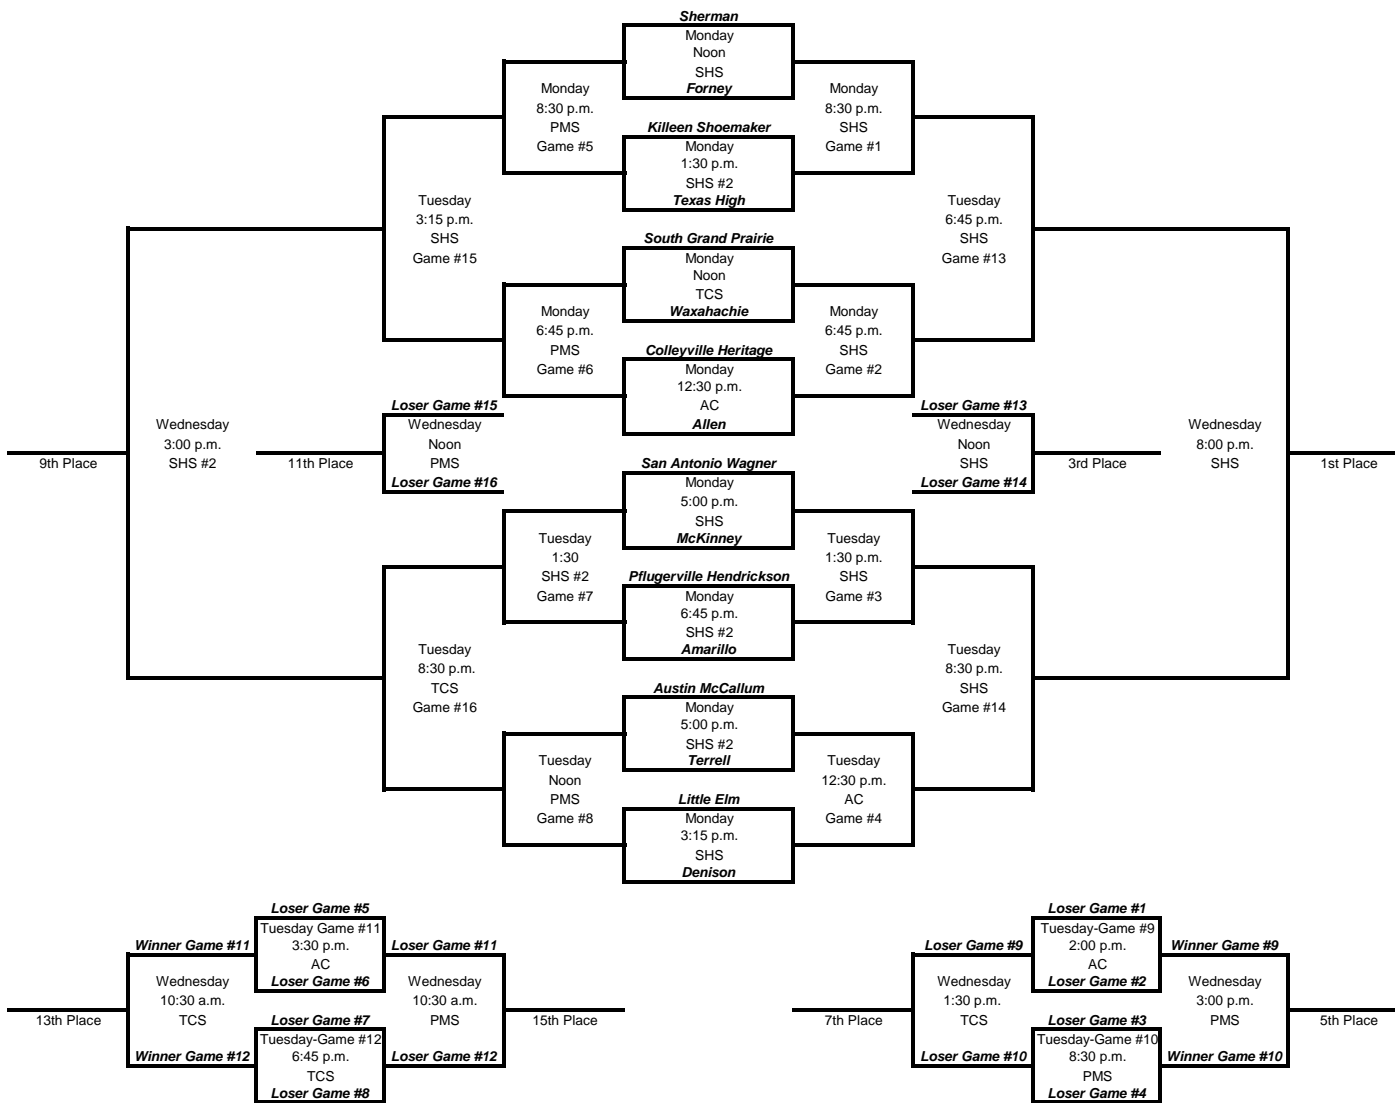 Sherman
Monday
Noon
SHS
Forney
Monday
8:30 p.m.
PMS
Game #5
Monday
8:30 p.m.
SHS
Game #1
Killeen Shoemaker
Monday
1:30 p.m.
SHS #2
Texas High
Tuesday
3:15 p.m.
SHS
Game #15
Tuesday
6:45 p.m.
SHS
Game #13
South Grand Prairie
Monday
Noon
TCS
Waxahachie
Monday
6:45 p.m.
PMS
Game #6
Monday
6:45 p.m.
SHS
Game #2
Colleyville Heritage
Monday
12:30 p.m.
AC
Allen
Loser Game #15
Wednesday
Noon
PMS
Loser Game #16
Loser Game #13
Wednesday
Noon
SHS
Loser Game #14
Wednesday
3:00 p.m.
SHS #2
Wednesday
8:00 p.m.
SHS
9th Place
11th Place
3rd Place
1st Place
San Antonio Wagner
Monday
5:00 p.m.
SHS
McKinney
Tuesday
1:30
SHS #2
Game #7
Tuesday
1:30 p.m.
SHS
Game #3
Pflugerville Hendrickson
Monday
6:45 p.m.
SHS #2
Amarillo
Tuesday
8:30 p.m.
TCS
Game #16
Tuesday
8:30 p.m.
SHS
Game #14
Austin McCallum
Monday
5:00 p.m.
SHS #2
Terrell
Tuesday
Noon
PMS
Game #8
Tuesday
12:30 p.m.
AC
Game #4
Little Elm
Monday
3:15 p.m.
SHS
Denison
Loser Game #5
Tuesday Game #11
3:30 p.m.
AC
Loser Game #6
Winner Game #11
Loser Game #11
Wednesday
10:30 a.m.
TCS
Wednesday
10:30 a.m.
PMS
13th Place
15th Place
Loser Game #7
Tuesday-Game #12
6:45 p.m.
TCS
Loser Game #8
Winner Game #12
Loser Game #12
Loser Game #1
Tuesday-Game #9
2:00 p.m.
AC
Loser Game #2
Loser Game #9
Winner Game #9
Wednesday
1:30 p.m.
TCS
Wednesday
3:00 p.m.
PMS
7th Place
5th Place
Loser Game #3
Tuesday-Game #10
8:30 p.m.
PMS
Loser Game #4
Loser Game #10
Winner Game #10